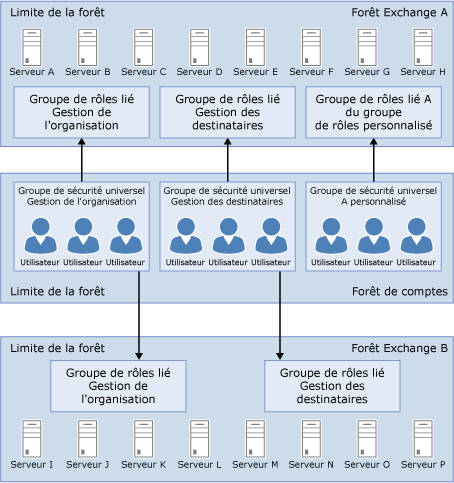 Limite de la forêt
Forêt Exchange A
Serveur A
Serveur B
Serveur C
Serveur D
Serveur E
Serveur F
Serveur G
Serveur H
Groupe de rôles lié
Gestion de
l'organisation
Groupe de rôles lié
Gestion des
destinataires
Groupe de rôles lié A
du groupe
de rôles personnalisé
Groupe de sécurité universel
Gestion de l'organisation
Utilisateur
Utilisateur
Utilisateur
Groupe de sécurité universel
Gestion des destinataires
Utilisateur
Utilisateur
Utilisateur
Groupe de sécurité universel
A personnalisé
Utilisateur
Utilisateur
Utilisateur
Limite de la forêt
Forêt de comptes
Limite de la forêt
Forêt Exchange B
Groupe de rôles lié
Gestion de
l'organisation
Groupe de rôles lié
Gestion des
destinataires
Serveur I
Serveur J
Serveur K
Serveur L
Serveur M
Serveur N
Serveur O
Serveur P